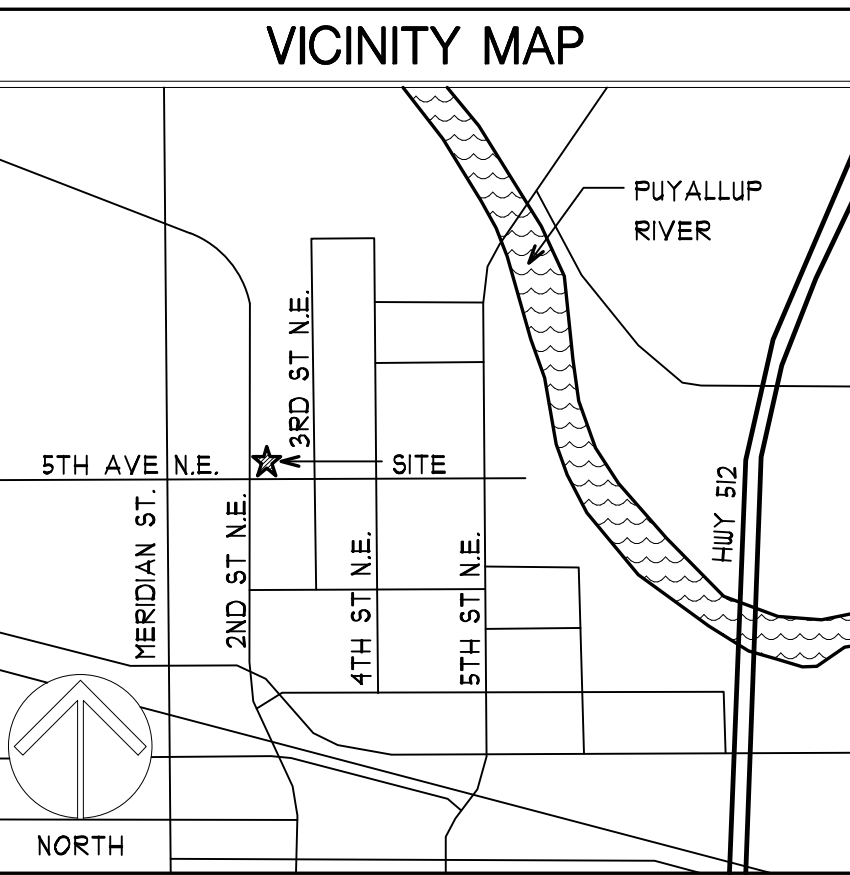 VICINITY MAP
PUYALLUP
RIVER
3RD ST N.E.
5TH AVE N.E.
SITE
MERIDIAN ST.
2ND ST N.E.
4TH ST N.E.
5TH ST N.E.
HWY 512
NORTH